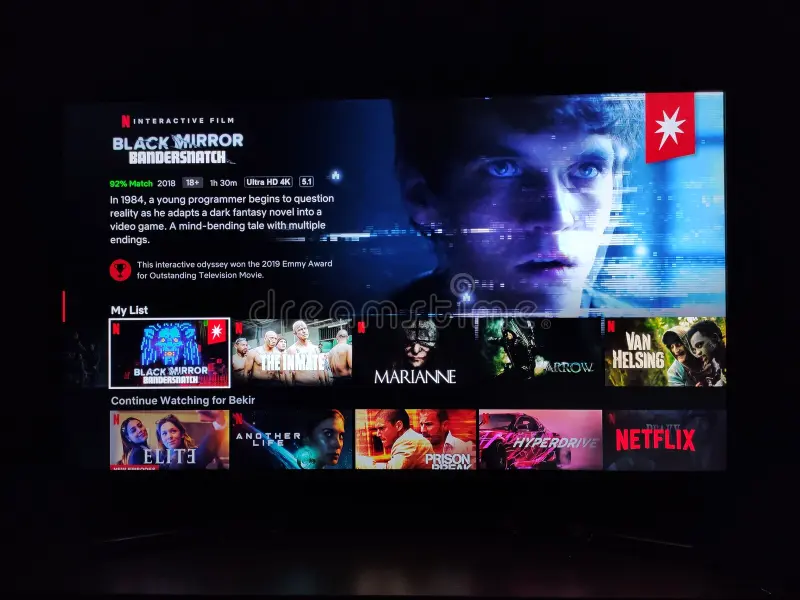 N INTERACTIVE FILM
BLACK MIRROR
BANDERSNATCH
92% Match 2018 18+ 1h 30m Ultra HD 4K 5.1
In 1984, a young programmer begins to question
reality as he adapts a dark fantasy novel into a
video game. A mind-bending tale with multiple
endings.
This interactive odyssey won the 2019 Emmy Award
for Outstanding Television Movie.
dreamstime.com
My List
N BLACK MIRROR
BANDERSNATCH
N THE INMATE
N MARIANNE
ARROW
N VAN
HELSING
Continue Watching for Bekir
N ELITE
NEW EPISODES
N ANOTHER
LIFE
PRISON
BREAK
N HYPERDRIVE
N NETFLIX